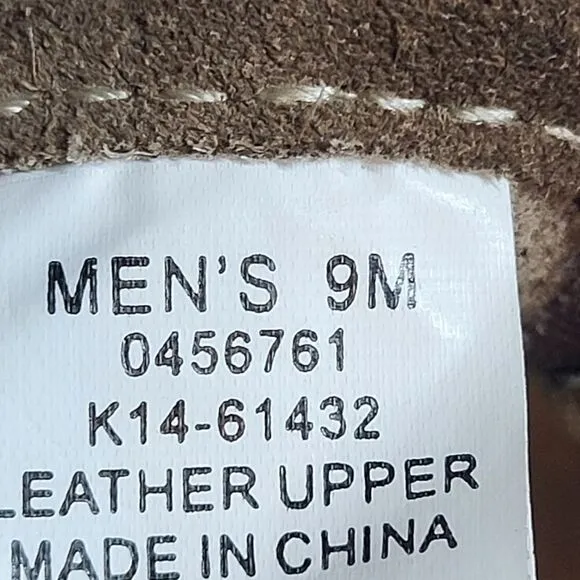 MEN'S 9M
0456761
K14-61432
LEATHER UPPER
MADE IN CHINA